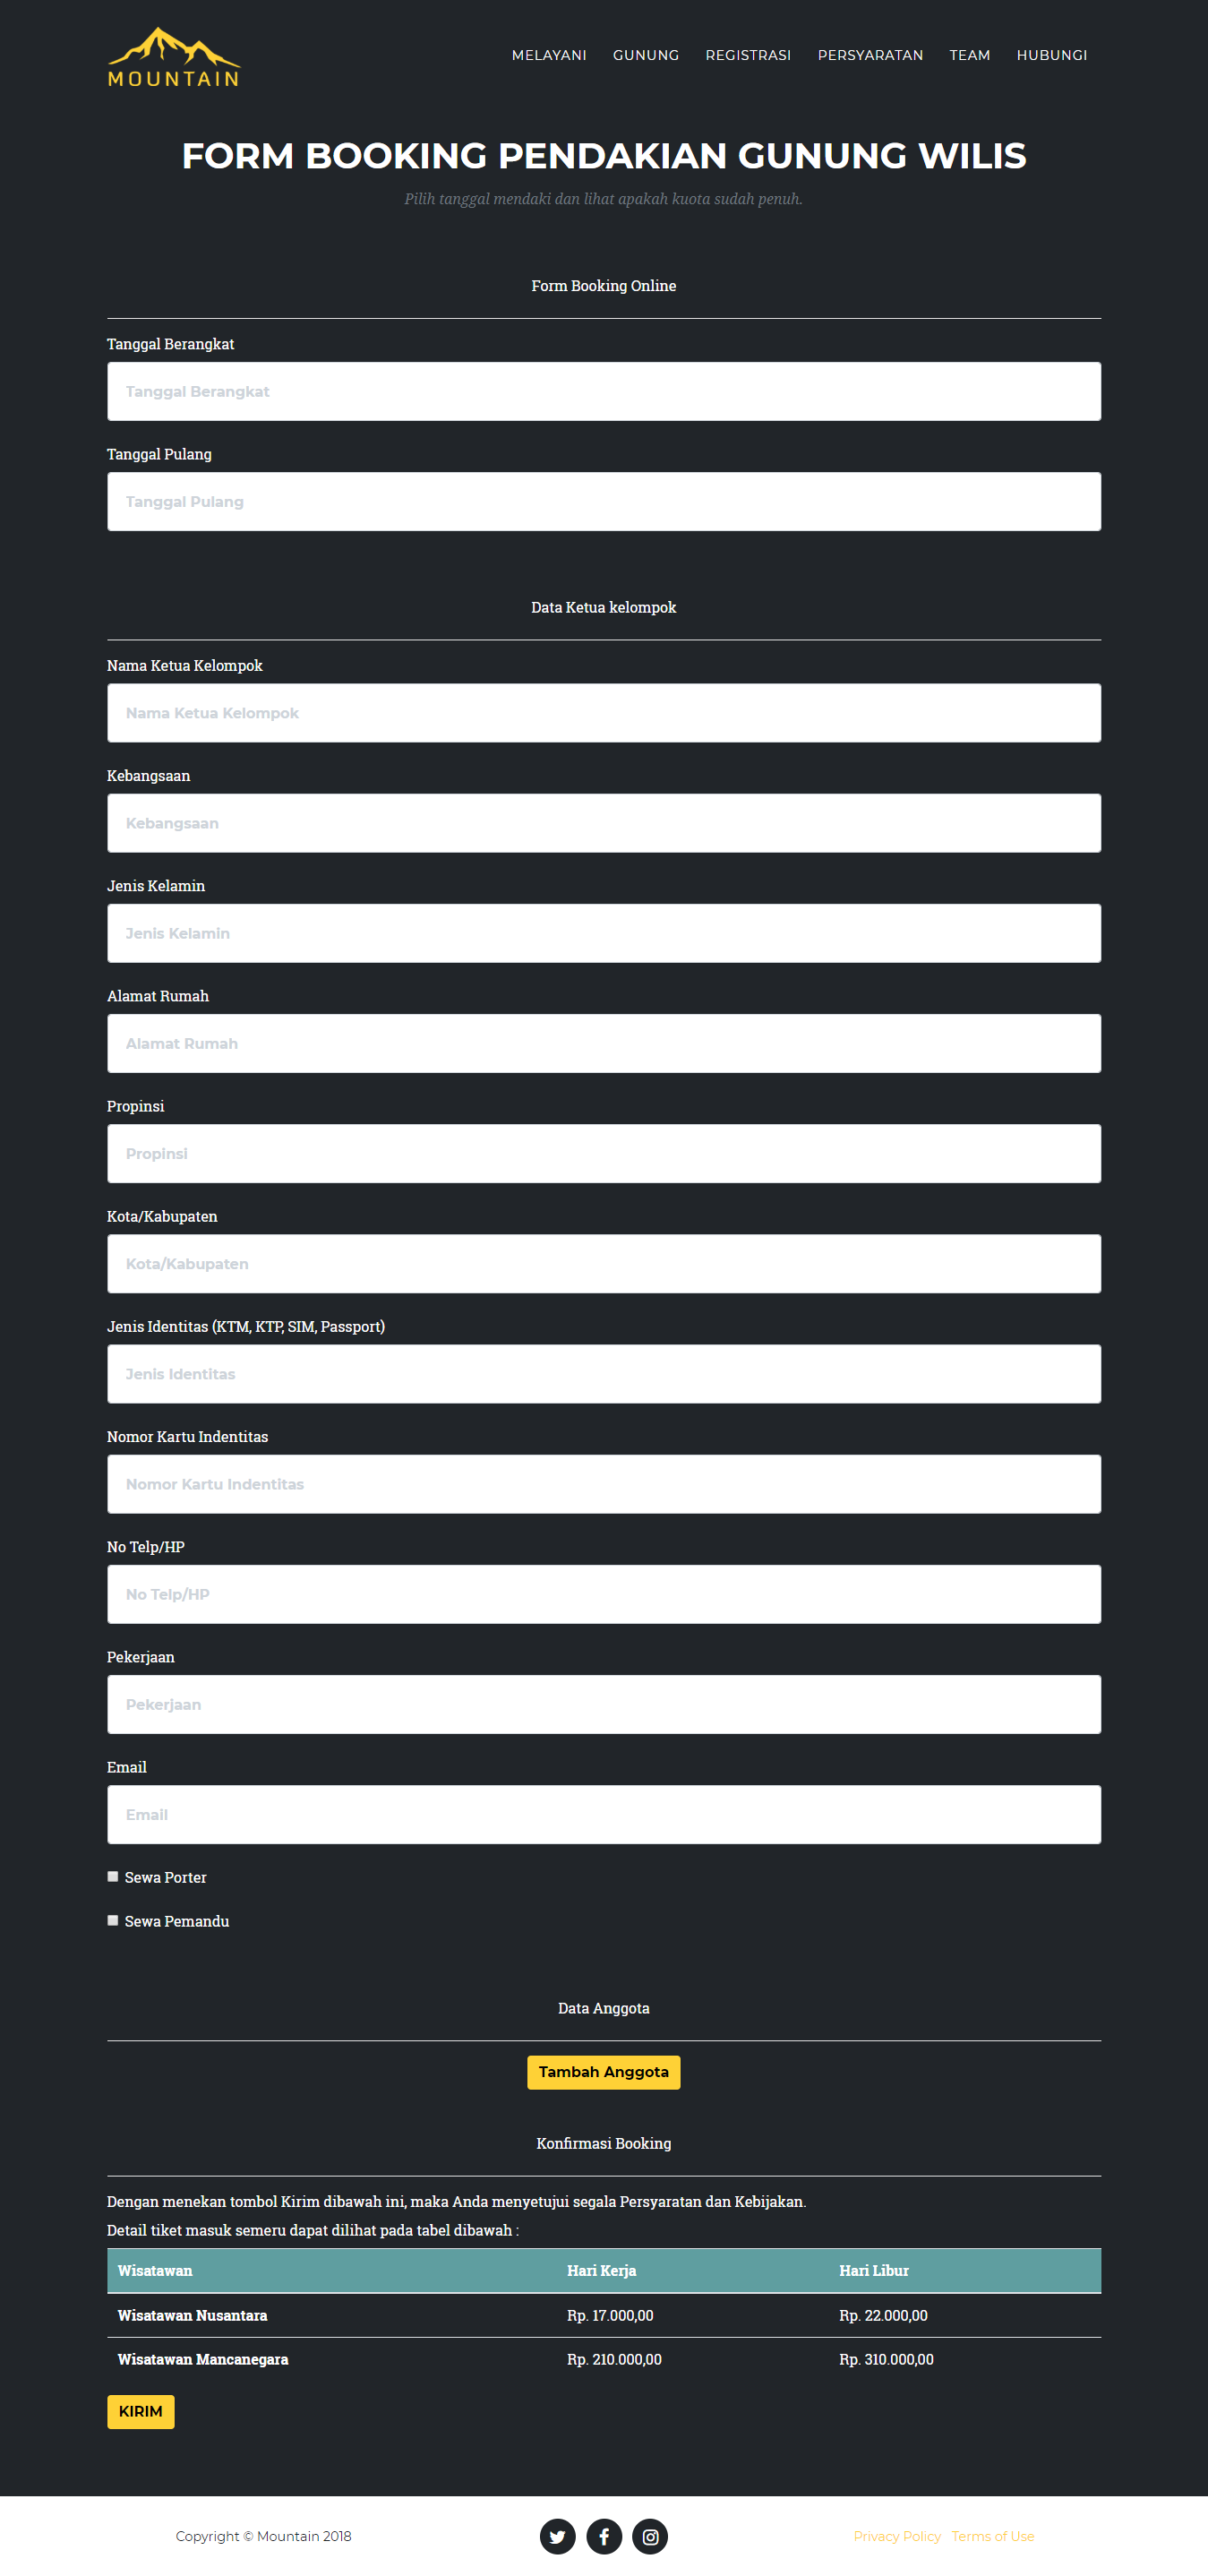 MOUNTAIN
MELAYANI GUNUNG REGISTRASI PERSYARATAN TEAM HUBUNGI
FORM BOOKING PENDAKIAN GUNUNG WILIS
Pilih tanggal mendaki dan lihat apakah kuota sudah penuh.
Form Booking Online
Tanggal Berangkat
Tanggal Berangkat
Tanggal Pulang
Tanggal Pulang
Data Ketua kelompok
Nama Ketua Kelompok
Nama Ketua Kelompok
Kebangsaan
Kebangsaan
Jenis Kelamin
Jenis Kelamin
Alamat Rumah
Alamat Rumah
Propinsi
Propinsi
Kota/Kabupaten
Kota/Kabupaten
Jenis Identitas (KTM, KTP, SIM, Passport)
Jenis Identitas
Nomor Kartu Indentitas
Nomor Kartu Indentitas
No Telp/HP
No Telp/HP
Pekerjaan
Pekerjaan
Email
Email
Sewa Porter
Sewa Pemandu
Data Anggota
Tambah Anggota
Konfirmasi Booking
Dengan menekan tombol Kirim dibawah ini, maka Anda menyetujui segala Persyaratan dan Kebijakan.
Detail tiket masuk semeru dapat dilihat pada tabel dibawah :
Wisatawan Hari Kerja Hari Libur
Wisatawan Nusantara Rp. 17.000,00 Rp. 22.000,00
Wisatawan Mancanegara Rp. 210.000,00 Rp. 310.000,00
KIRIM
Copyright © Mountain 2018 Privacy Policy Terms of Use